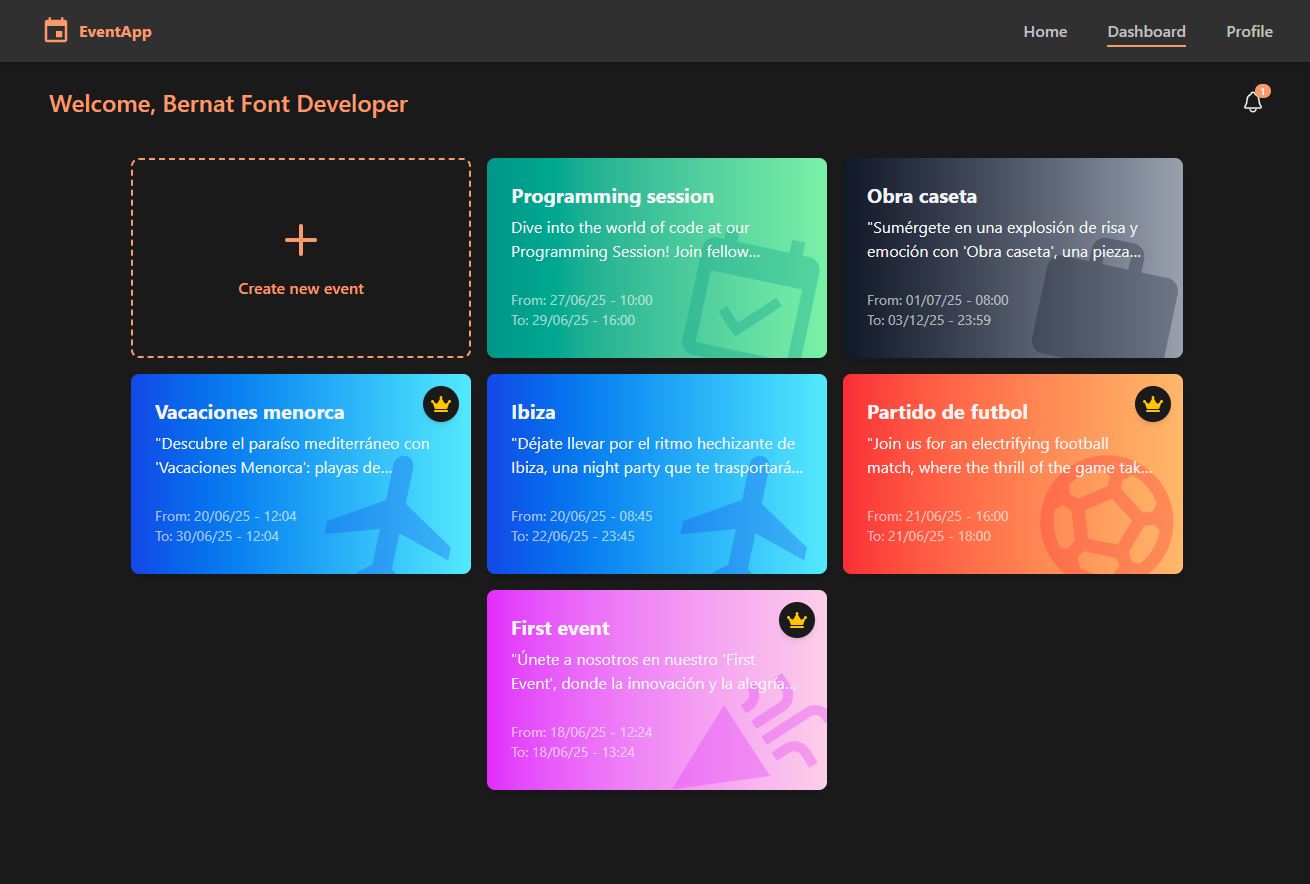 EventApp
Home
Dashboard
Profile
Welcome, Bernat Font Developer
1
Create new event
Programming session
Dive into the world of code at our
Programming Session! Join fellow...
From: 27/06/25 - 10:00
To: 29/06/25 - 16:00
Obra caseta
"Sumérgete en una explosión de risa y
emoción con 'Obra caseta', una pieza...
From: 01/07/25 - 08:00
To: 03/12/25 - 23:59
Vacaciones menorca
"Descubre el paraíso mediterráneo con
'Vacaciones Menorca': playas de...
From: 20/06/25 - 12:04
To: 30/06/25 - 12:04
Ibiza
"Déjate llevar por el ritmo hechizante de
Ibiza, una night party que te trasportará...
From: 20/06/25 - 08:45
To: 22/06/25 - 23:45
Partido de futbol
"Join us for an electrifying football
match, where the thrill of the game tak...
From: 21/06/25 - 16:00
To: 21/06/25 - 18:00
First event
"Únete a nosotros en nuestro 'First
Event', donde la innovación y la alegría...
From: 18/06/25 - 12:24
To: 18/06/25 - 13:24